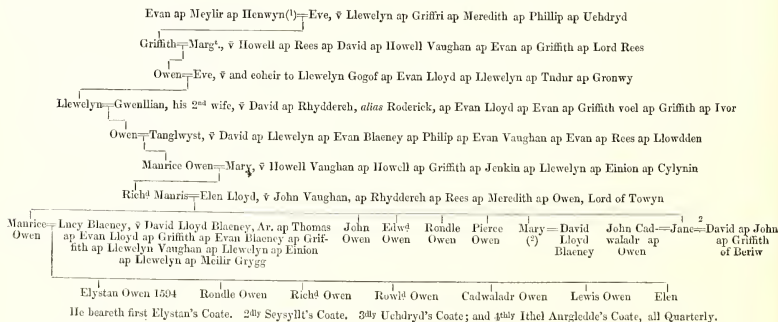 Evan ap Meylir ap Henwyn(1)=Eve, v̄ Llewelyn ap Griffri ap Meredith ap Phillip ap Uchdryd
Griffith=Margt., v̄ Howell ap Rees ap David ap Howell Vaughan ap Evan ap Griffith ap Lord Rees
Owen=Eve, v̄ and coheir to Llewelyn Gogof ap Evan Lloyd ap Llewelyn ap Tudur ap Gronwy
Llewelyn=Gwenllian, his 2nd wife, v̄ David ap Rhydderch, alias Roderick, ap Evan Lloyd ap Evan ap Griffith voel ap Griffith ap Ivor
Owen=Tanglwyst, v̄ David ap Llewelyn ap Evan Blaeney ap Philip ap Evan Vaughan ap Evan ap Rees ap Llowdden
Maurice Owen=Mary, v̄ Howell Vaughan ap Howell ap Griffith ap Jenkin ap Llewelyn ap Einion ap Cylynin
Richd Mauris=Elen Lloyd, v̄ John Vaughan, ap Rhydderch ap Rees ap Meredith ap Owen, Lord of Towyn
Maurice Owen=Lucy Blaeney, v̄ David Lloyd Blaeney, Ar. ap Thomas
ap Evan Lloyd ap Griffith ap Evan Blaeney ap Grif-
fith ap Llewelyn Vaughan ap Llewelyn ap Einion
ap Llewelyn ap Meilir Grygg
John Owen
Edwd Owen
Rondle Owen
Pierce Owen
Mary (2)=David Lloyd Blaeney
John Cad-
waladr ap
Owen
=Jane=
2
David ap John
ap Griffith
of Beriw
Elystan Owen 1594 Rondle Owen Richd Owen Rowld Owen Cadwaladr Owen Lewis Owen Elen
He beareth first Elystan's Coate. 2dly Seysyllt's Coate. 3dly Uchdryd's Coate; and 4thly Ithel Anrgledde's Coate, all Quarterly.